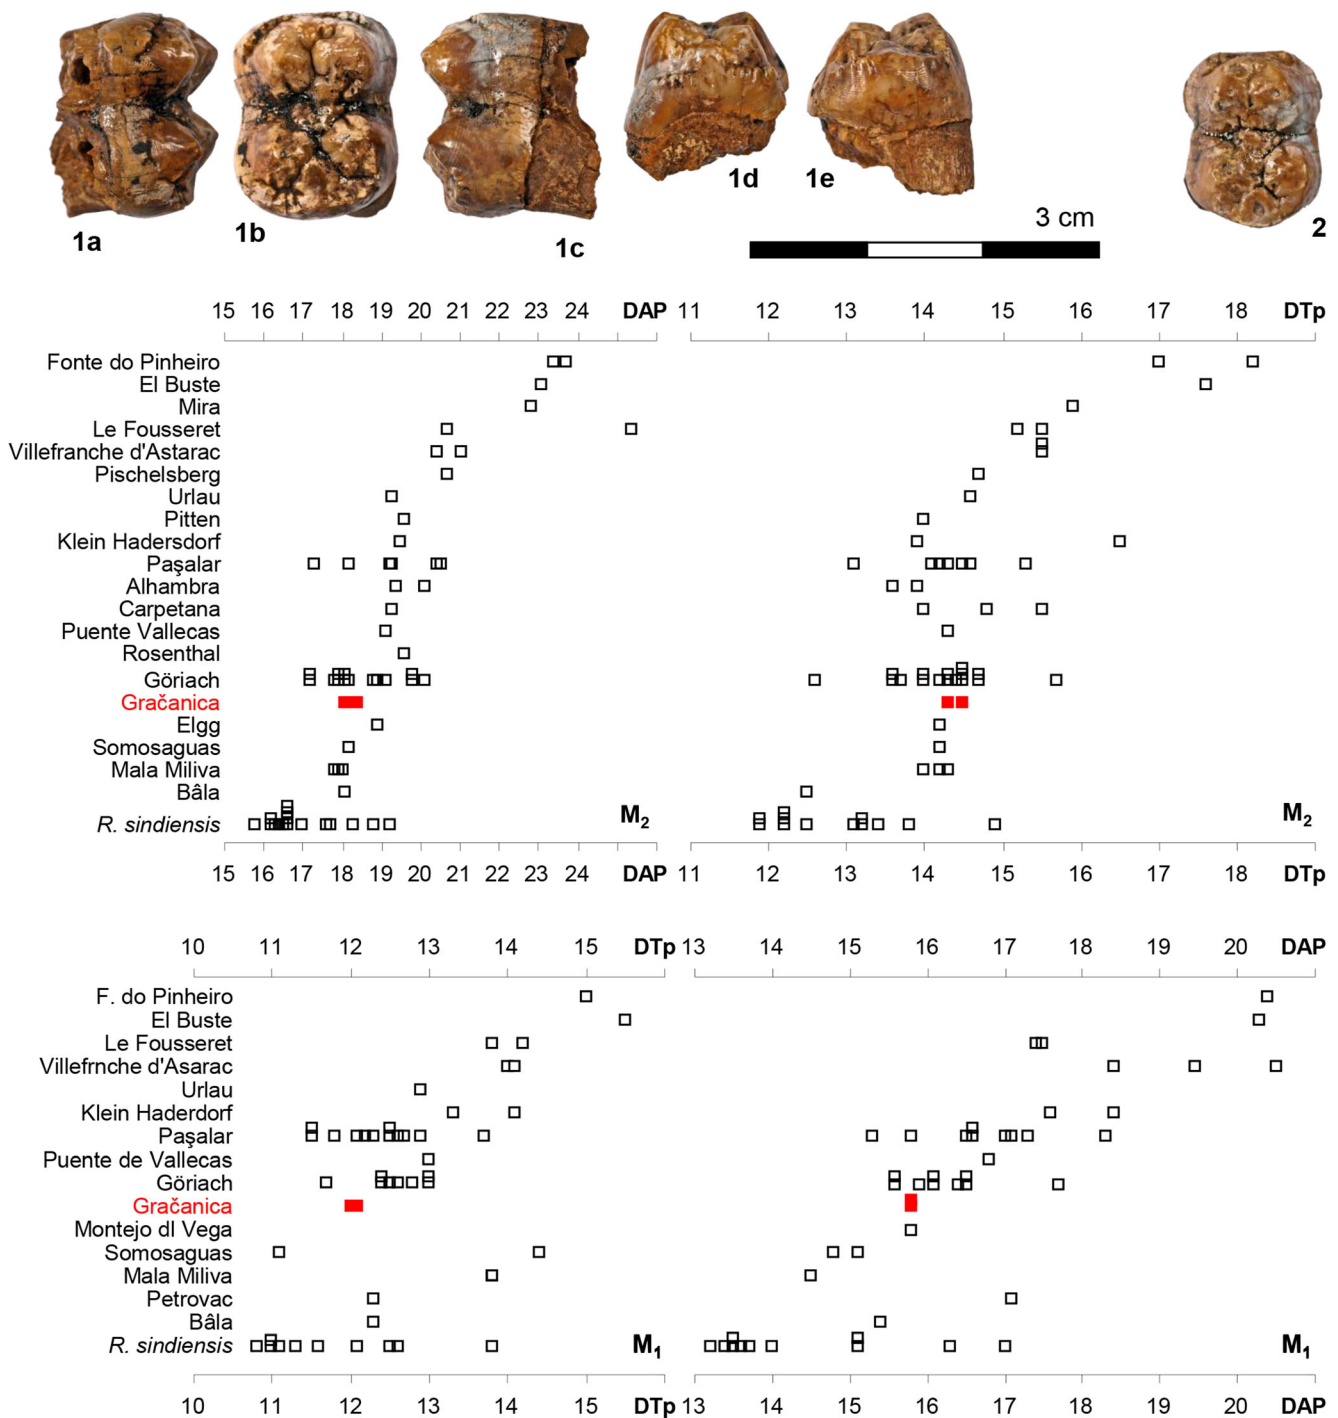 1a
1b
1c
1d
1e
3 cm
2
15 16 17 18 19 20 21 22 23 24 DAP
11 12 13 14 15 16 17 18 DTp
Fonte do Pinheiro
El Buste
Mira
Le Fousseret
Villefranche d'Astarac
Pischelsberg
Urlau
Pitten
Klein Hadersdorf
Paşalar
Alhambra
Carpetana
Puente Vallecas
Rosenthal
Göriach
Gračanica
Elgg
Somosaguas
Mala Miliva
Bâla
R. sindiensis
M₂
M₂
15 16 17 18 19 20 21 22 23 24 DAP
11 12 13 14 15 16 17 18 DTp
10 11 12 13 14 15 DTp
13 14 15 16 17 18 19 20 DAP
F. do Pinheiro
El Buste
Le Fousseret
Villefrnche d'Asarac
Urlau
Klein Haderdorf
Paşalar
Puente de Vallecas
Göriach
Gračanica
Montejo dl Vega
Somosaguas
Mala Miliva
Petrovac
Bâla
R. sindiensis
M₁
M₁
10 11 12 13 14 15 DTp
13 14 15 16 17 18 19 20 DAP